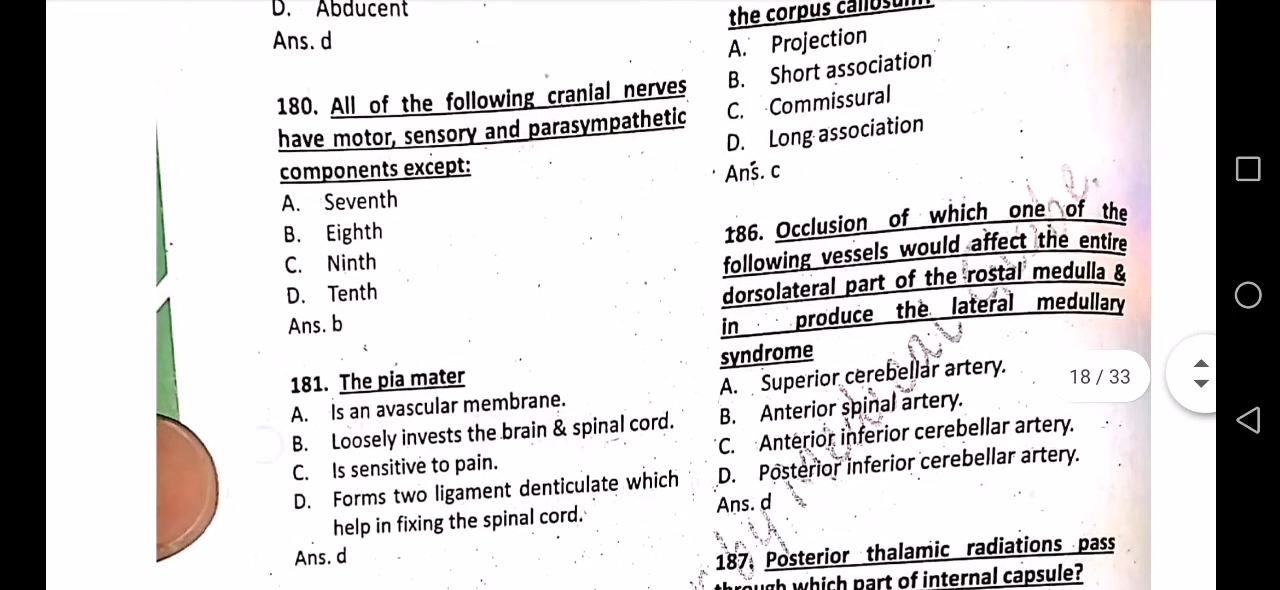 D. Abducent
Ans. d
180. All of the following cranial nerves
have motor, sensory and parasympathetic
components except:
A. Seventh
B. Eighth
C. Ninth
D. Tenth
Ans. b
181. The pia mater
A. Is an avascular membrane.
B. Loosely invests the brain & spinal cord.
C. Is sensitive to pain.
D. Forms two ligament denticulate which
help in fixing the spinal cord.
Ans. d
the corpus callosum
A. Projection
B. Short association
C. Commissural
D. Long association
Ans. c
186. Occlusion of which one of the
following vessels would affect the entire
dorsolateral part of the rostal medulla &
in produce the lateral medullary
syndrome
A. Superior cerebellar artery.
B. Anterior spinal artery.
C. Anterior inferior cerebellar artery.
D. Posterior inferior cerebellar artery.
Ans. d
187. Posterior thalamic radiations pass
through which part of internal capsule?
18 / 33